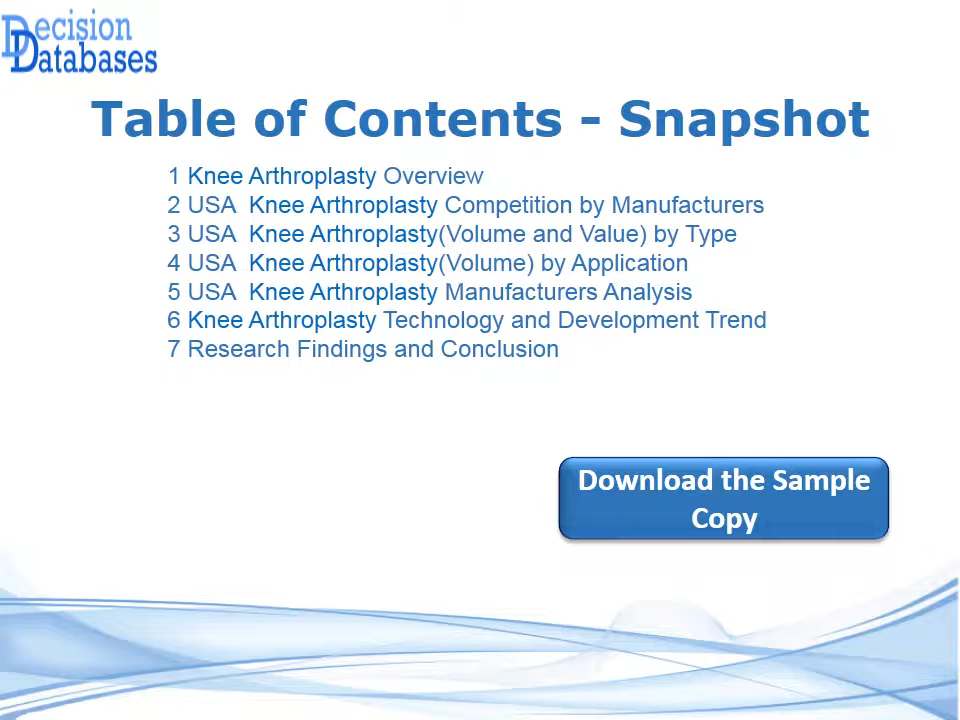 Decision
Databases
Table of Contents - Snapshot
1 Knee Arthroplasty Overview
2 USA  Knee Arthroplasty Competition by Manufacturers
3 USA  Knee Arthroplasty(Volume and Value) by Type
4 USA  Knee Arthroplasty(Volume) by Application
5 USA  Knee Arthroplasty Manufacturers Analysis
6 Knee Arthroplasty Technology and Development Trend
7 Research Findings and Conclusion
Download the Sample
Copy